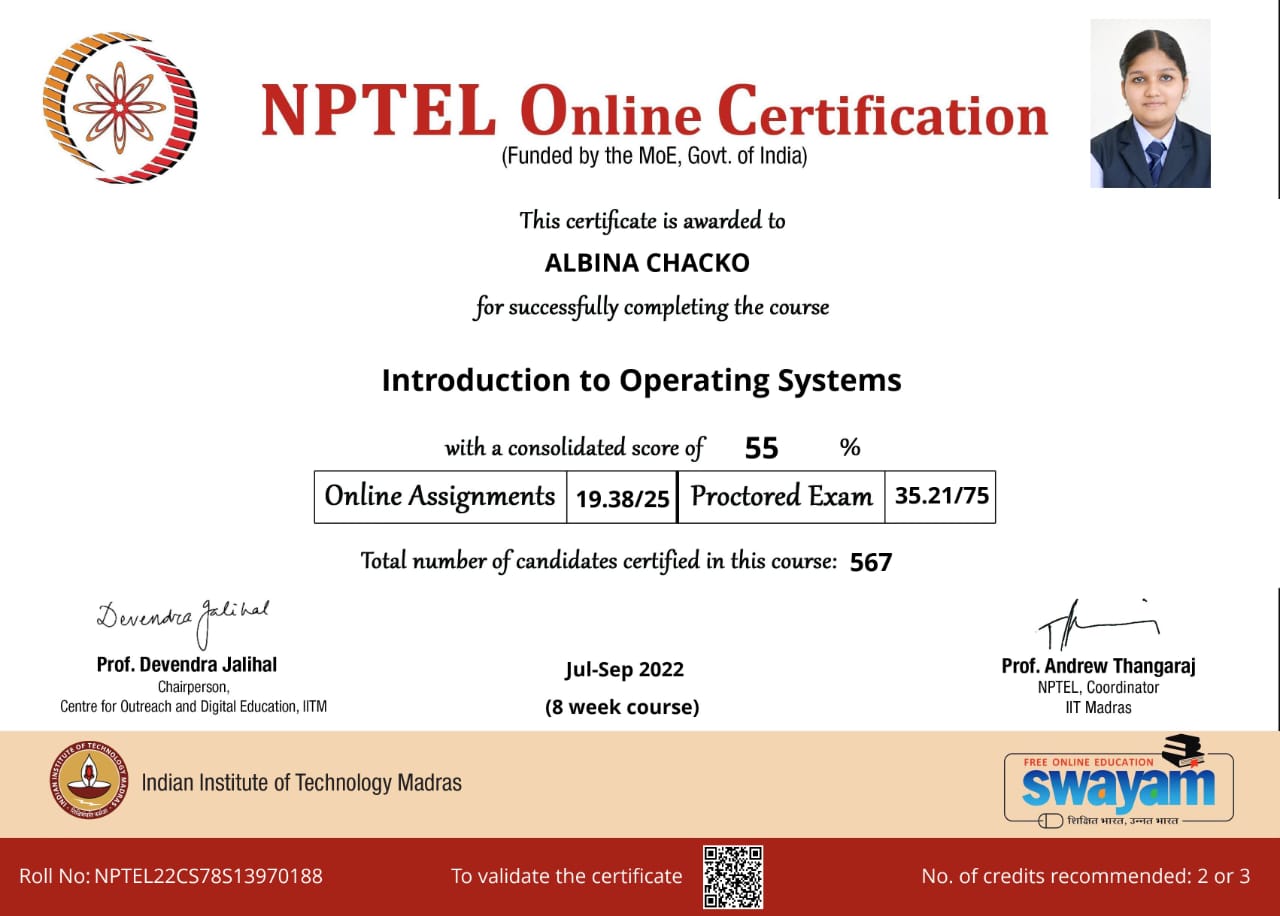 NPTEL Online Certification
(Funded by the MoE, Govt. of India)
This certificate is awarded to
ALBINA CHACKO
for successfully completing the course
Introduction to Operating Systems
with a consolidated score of 55 %
Online Assignments 19.38/25 Proctored Exam 35.21/75
Total number of candidates certified in this course: 567
Devendra Jalihal
Prof. Devendra Jalihal
Chairperson,
Centre for Outreach and Digital Education, IITM
Jul-Sep 2022
(8 week course)
Prof. Andrew Thangaraj
NPTEL, Coordinator
IIT Madras
INDIAN INSTITUTE OF TECHNOLOGY MADRAS
Indian Institute of Technology Madras
FREE ONLINE EDUCATION
swayam
शिक्षित भारत, उन्नत भारत
Roll No: NPTEL22CS78S13970188
To validate the certificate
No. of credits recommended: 2 or 3